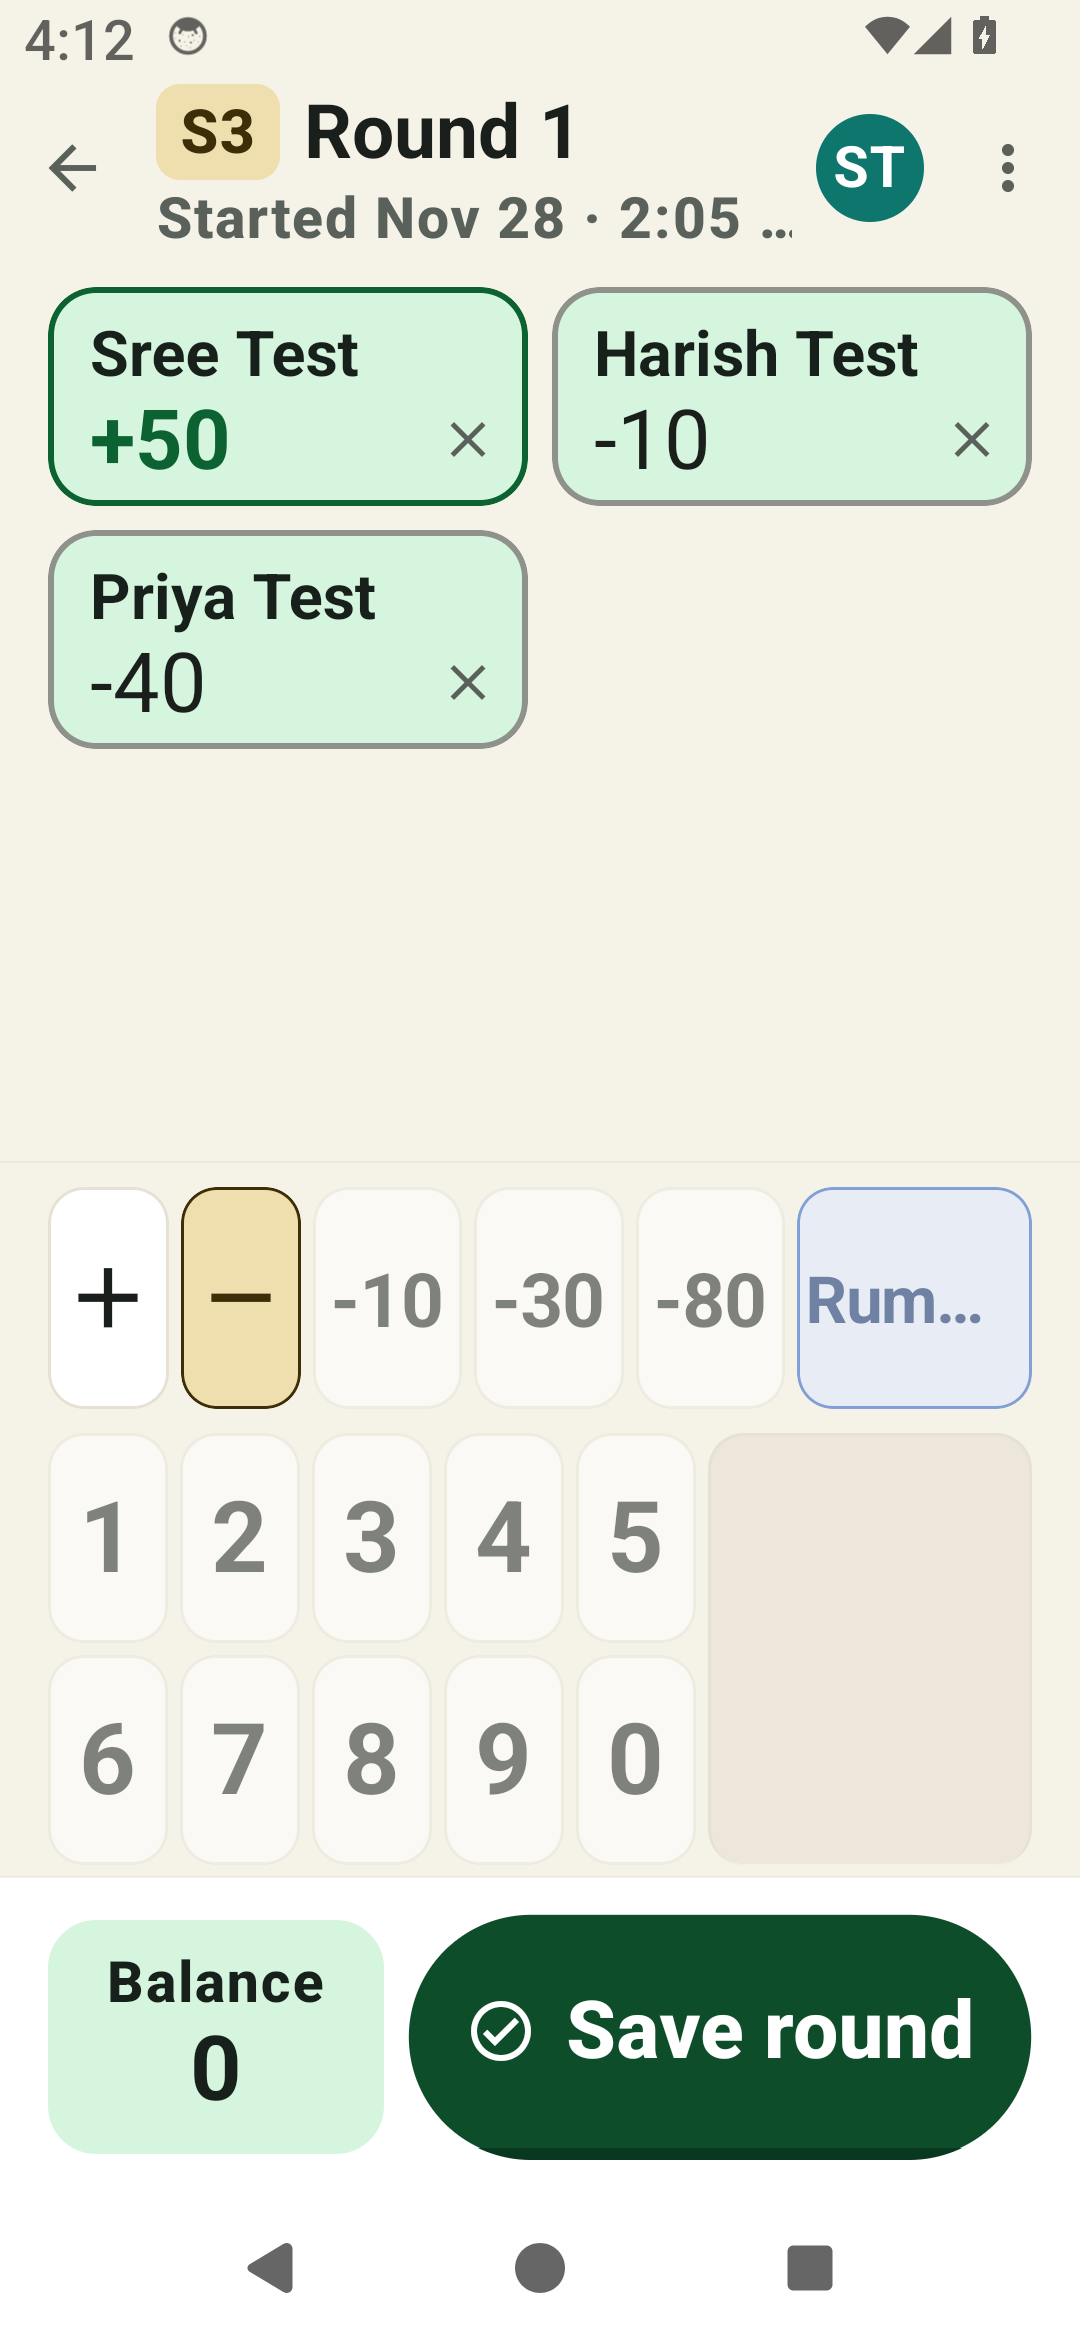 4:12
S3 Round 1
Started Nov 28 · 2:05 …
ST
Sree Test
+50
Harish Test
-10
Priya Test
-40
+ − -10 -30 -80 Rum...
1 2 3 4 5
6 7 8 9 0
Balance
0
Save round